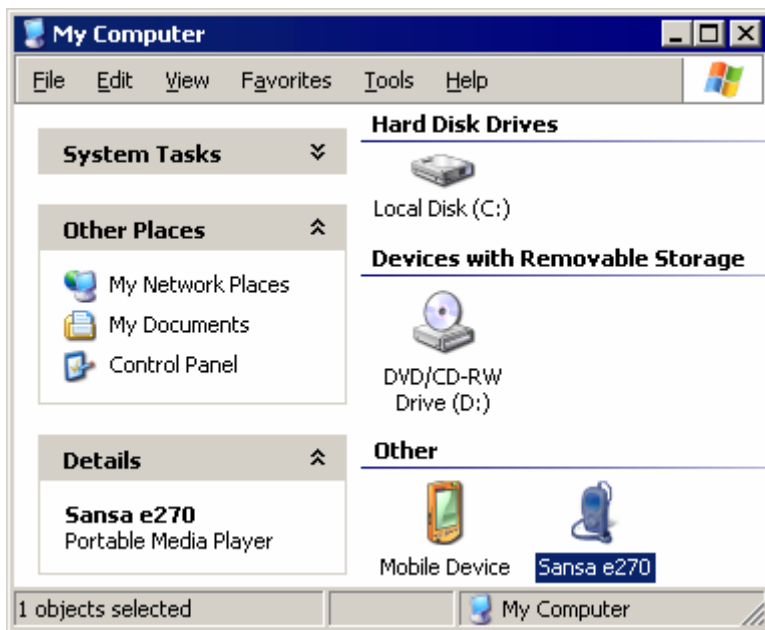 My Computer
File Edit View Favorites Tools Help
System Tasks
Other Places
My Network Places
My Documents
Control Panel
Details
Sansa e270
Portable Media Player
Hard Disk Drives
Local Disk (C:)
Devices with Removable Storage
DVD/CD-RW
Drive (D:)
Other
Mobile Device
Sansa e270
1 objects selected
My Computer